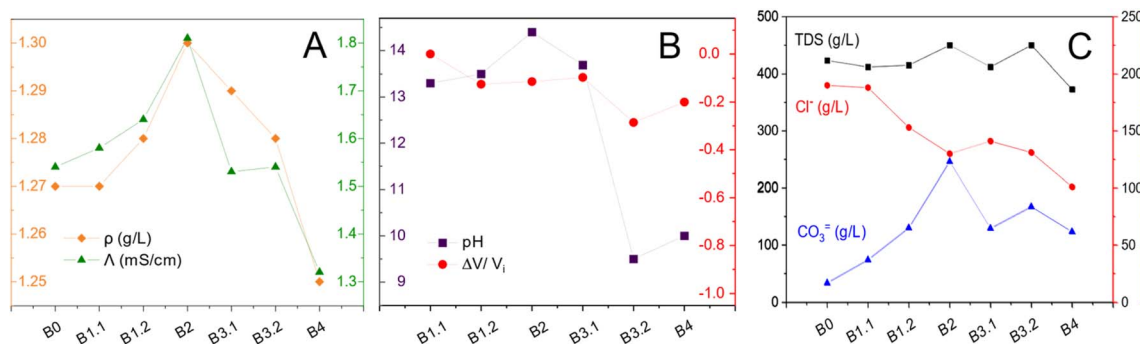 A
1.30
1.29
1.28
1.27
1.26
1.25
1.8
1.7
1.6
1.5
1.4
1.3
ρ (g/L)
Λ (mS/cm)
B0
B1.1
B1.2
B2
B3.1
B3.2
B4
B
14
13
12
11
10
9
0.0
-0.2
-0.4
-0.6
-0.8
-1.0
pH
ΔV/ Vᵢ
B1.1
B1.2
B2
B3.1
B3.2
B4
C
500
400
300
200
100
0
250
200
150
100
50
0
TDS (g/L)
Cl⁻ (g/L)
CO₃⁼ (g/L)
B0
B1.1
B1.2
B2
B3.1
B3.2
B4